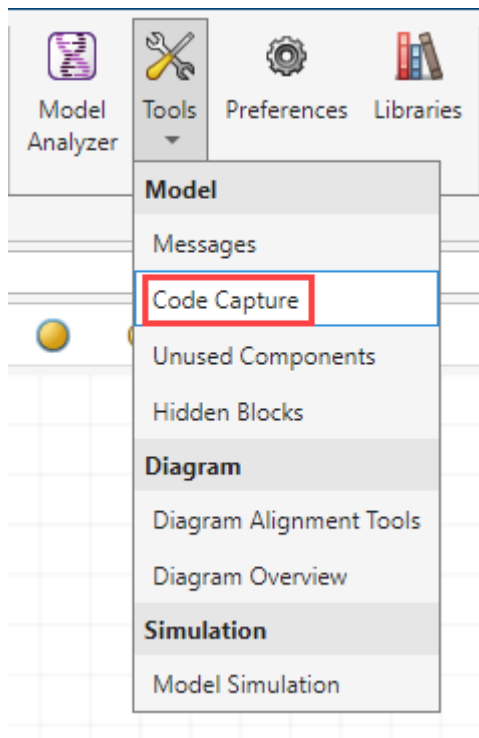 Model Analyzer
Tools
Preferences
Libraries
Model
Messages
Code Capture
Unused Components
Hidden Blocks
Diagram
Diagram Alignment Tools
Diagram Overview
Simulation
Model Simulation